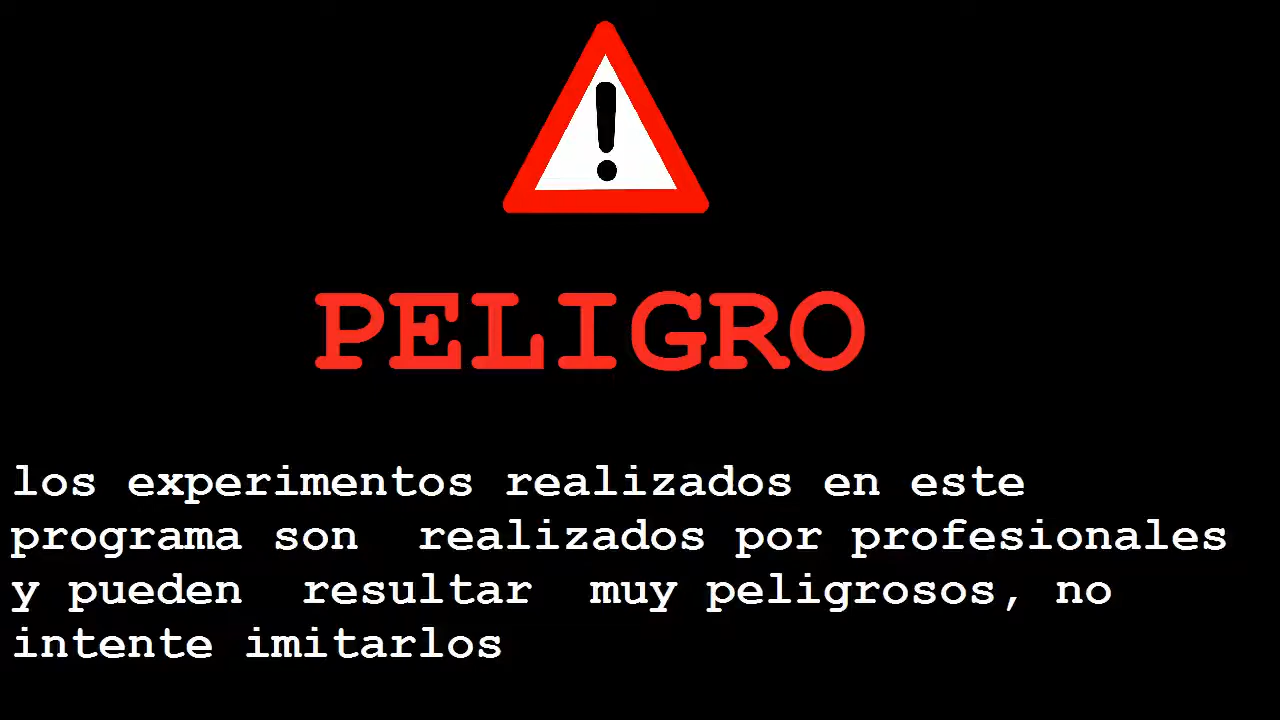 PELIGRO
los experimentos realizados en este
programa son  realizados por profesionales
y pueden  resultar  muy peligrosos, no
intente imitarlos